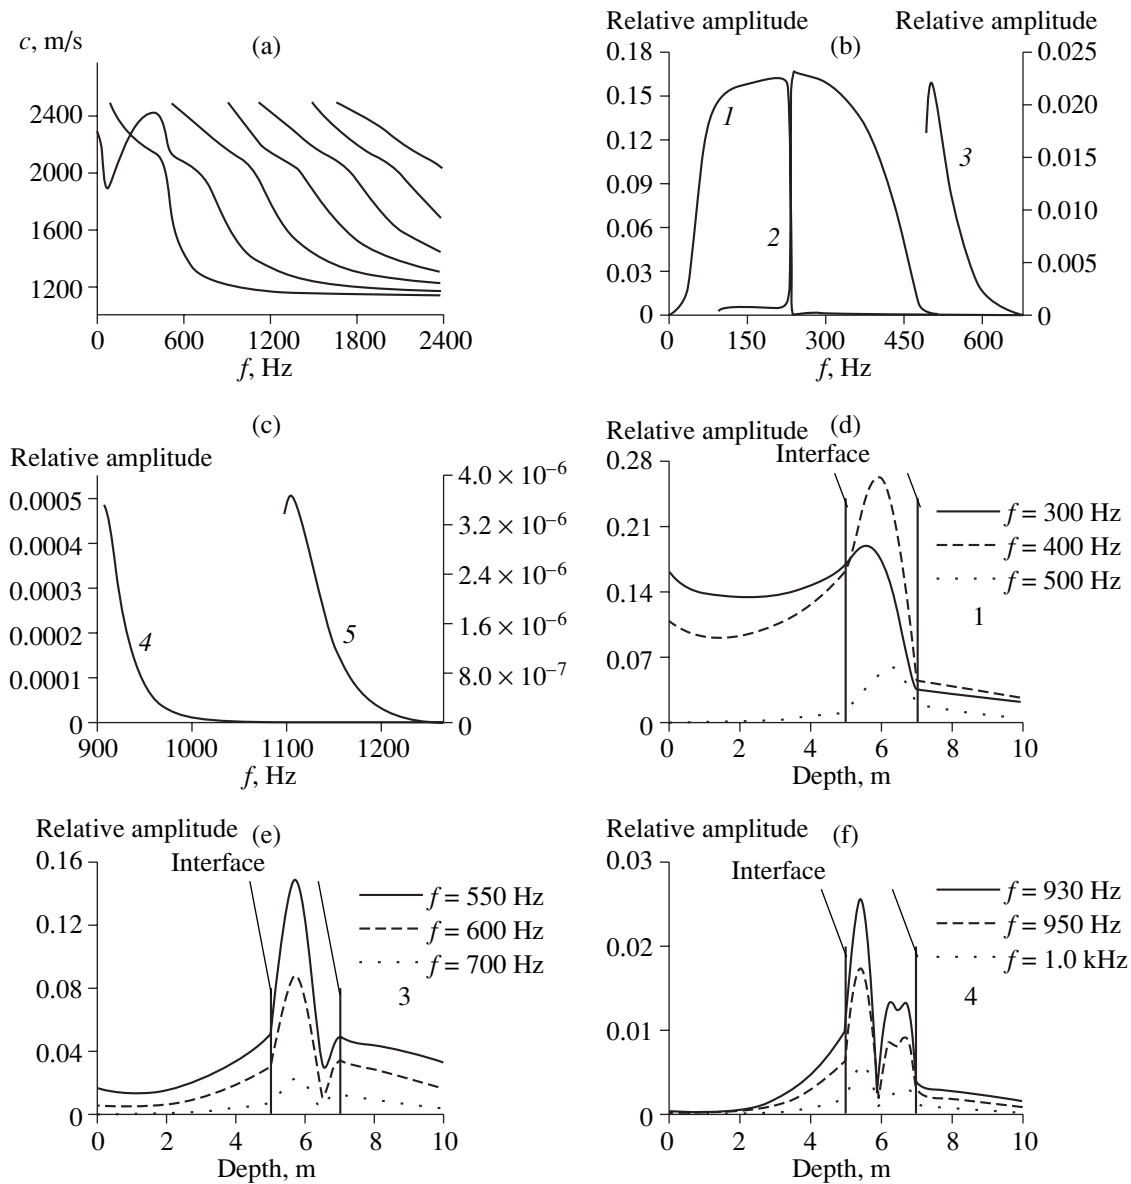 c, m/s
(a)
2400
2000
1600
1200
0 600 1200 1800 2400
f, Hz
Relative amplitude Relative amplitude
(b)
0.18
0.15
0.12
0.09
0.06
0.03
0
0.025
0.020
0.015
0.010
0.005
0
1
2
3
0 150 300 450 600
f, Hz
(c)
Relative amplitude
0.0005
0.0004
0.0003
0.0002
0.0001
0
4.0 × 10–6
3.2 × 10–6
2.4 × 10–6
1.6 × 10–6
8.0 × 10–7
0
4
5
900 1000 1100 1200
f, Hz
Relative amplitude (d)
Interface
0.28
0.21
0.14
0.07
0
f = 300 Hz
f = 400 Hz
f = 500 Hz
1
0 2 4 6 8 10
Depth, m
Relative amplitude (e)
Interface
0.16
0.12
0.08
0.04
0
f = 550 Hz
f = 600 Hz
f = 700 Hz
3
0 2 4 6 8 10
Depth, m
Relative amplitude (f)
Interface
0.03
0.02
0.01
0
f = 930 Hz
f = 950 Hz
f = 1.0 kHz
4
0 2 4 6 8 10
Depth, m